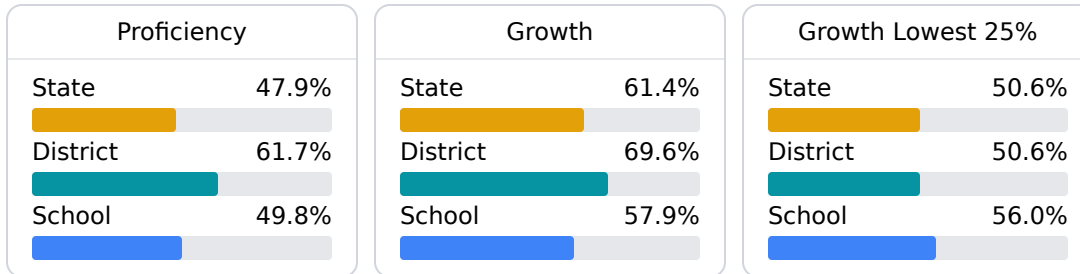 Proficiency
State 47.9%
District 61.7%
School 49.8%
Growth
State 61.4%
District 69.6%
School 57.9%
Growth Lowest 25%
State 50.6%
District 50.6%
School 56.0%